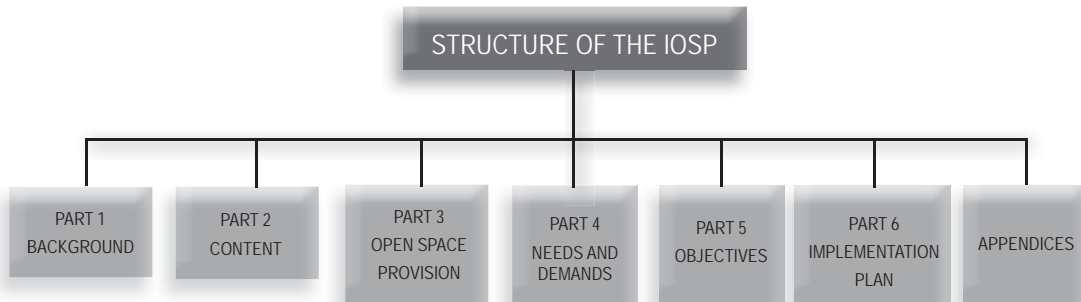 STRUCTURE OF THE IOSP
PART 1
BACKGROUND
PART 2
CONTENT
PART 3
OPEN SPACE
PROVISION
PART 4
NEEDS AND
DEMANDS
PART 5
OBJECTIVES
PART 6
IMPLEMENTATION
PLAN
APPENDICES